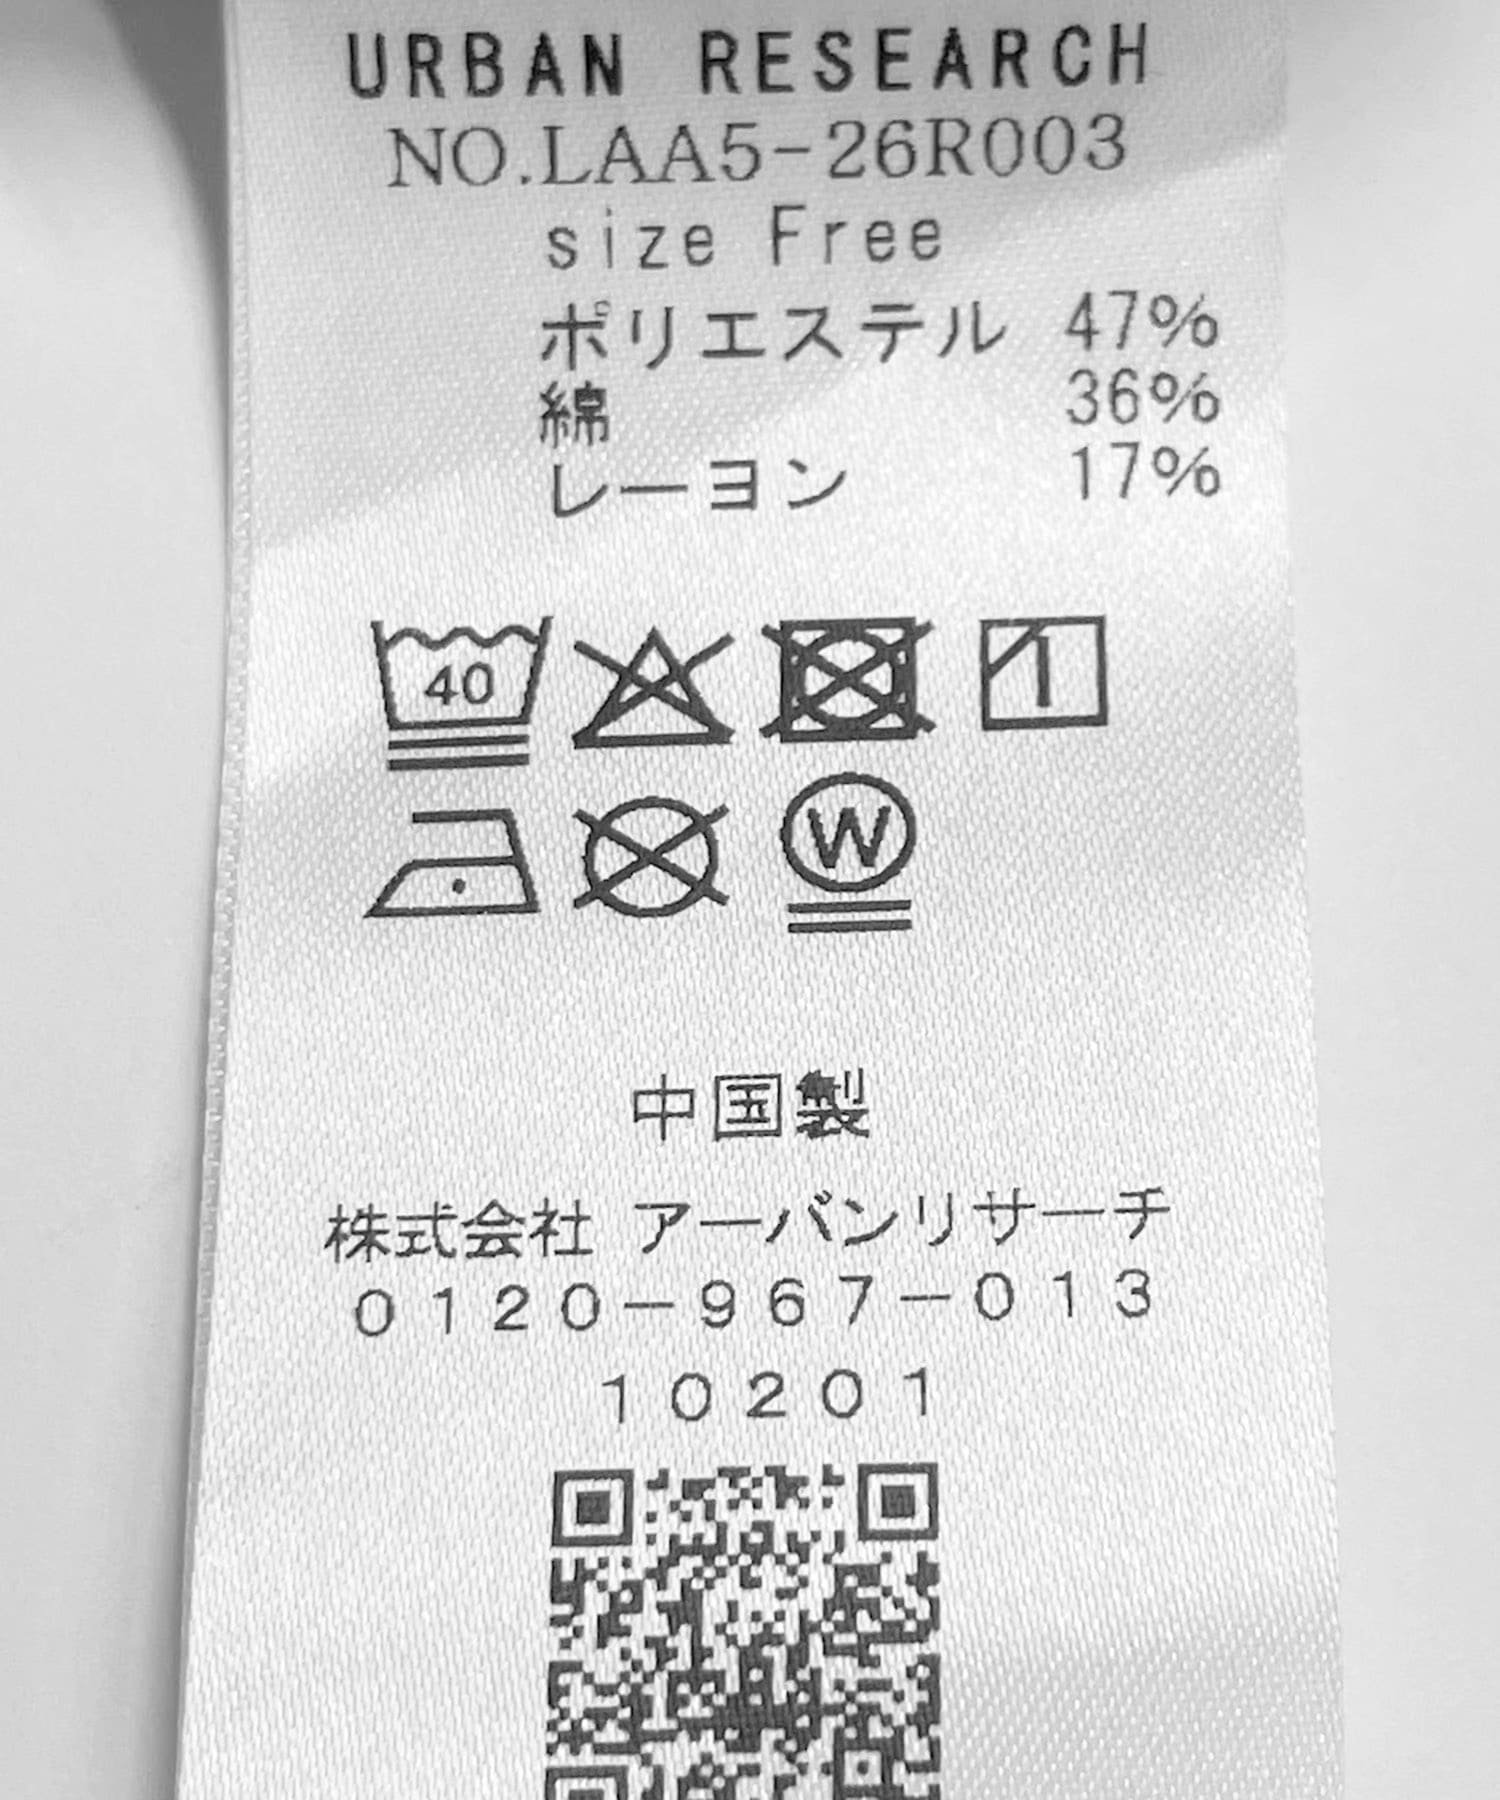 URBAN RESEARCH
NO.LAA5-26R003
size Free
ポリエステル 47%
綿 36%
レーヨン 17%
40
W
中国製
株式会社 アーバンリサーチ
0120-967-013
10201